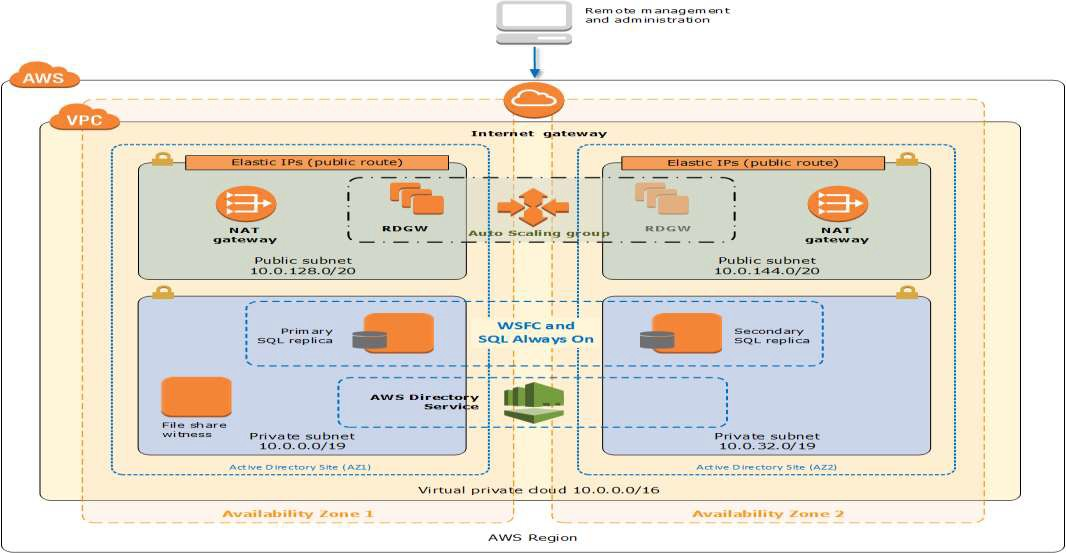 Remote management
and administration
AWS
VPC
Internet gateway
Elastic IPs (public route)
Elastic IPs (public route)
NAT
gateway
RDGW
Auto Scaling group
RDGW
NAT
gateway
Public subnet
10.0.128.0/20
Public subnet
10.0.144.0/20
Primary
SQL replica
WSFC and
SQL Always On
Secondary
SQL replica
AWS Directory
Service
File share
witness
Private subnet
10.0.0.0/19
Private subnet
10.0.32.0/19
Active Directory Site (AZ1)
Active Directory Site (AZ2)
Virtual private cloud 10.0.0.0/16
Availability Zone 1
Availability Zone 2
AWS Region